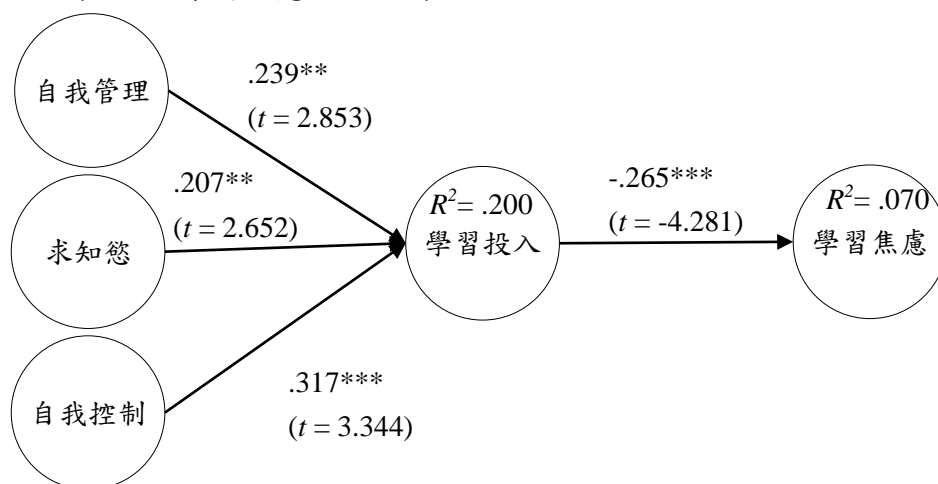 自我管理
.239**
(t = 2.853)
求知慾
.207**
(t = 2.652)
自我控制
.317***
(t = 3.344)
R²= .200
學習投入
-.265***
(t = -4.281)
R²= .070
學習焦慮